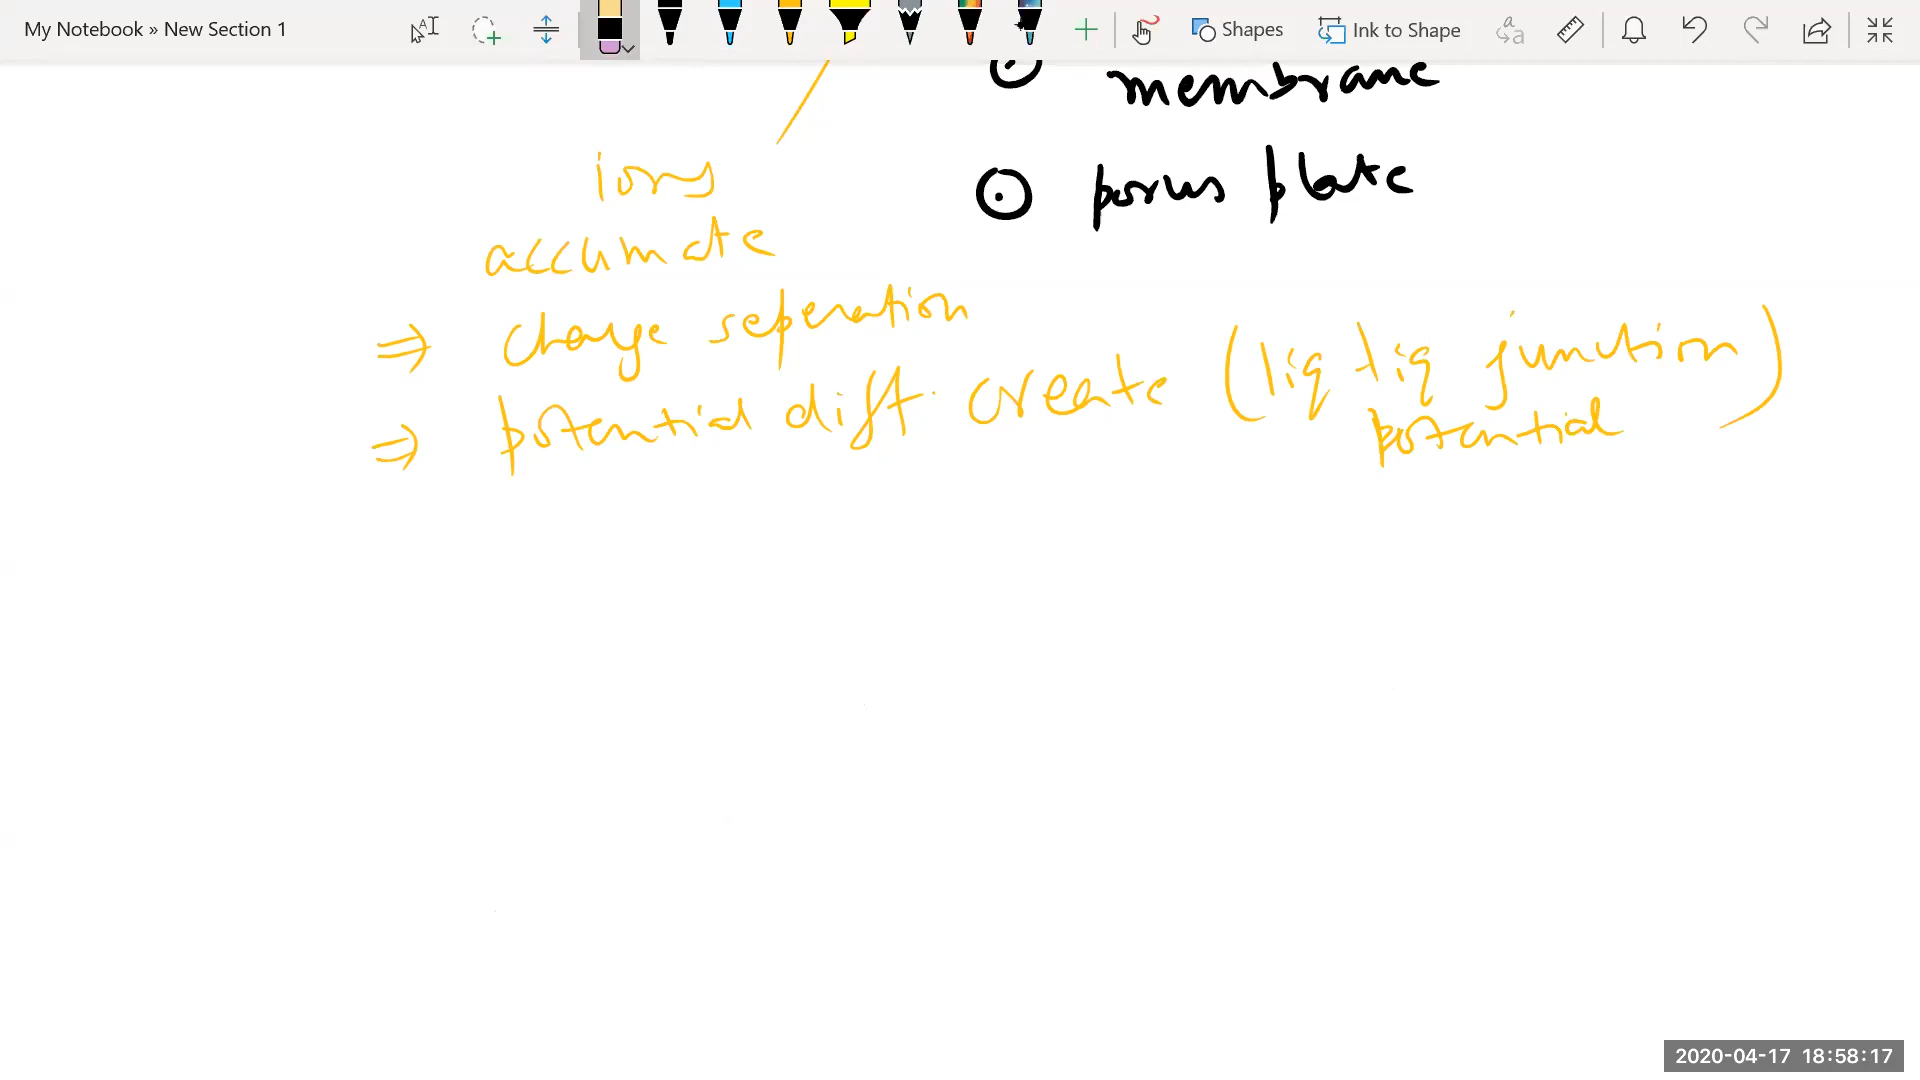 My Notebook » New Section 1
Shapes
Ink to Shape
membrane
porus plate
ions
accumate
⇒ charge seperation
⇒ potential diff. create (liq-liq junction potential)
2020-04-17 18:58:17